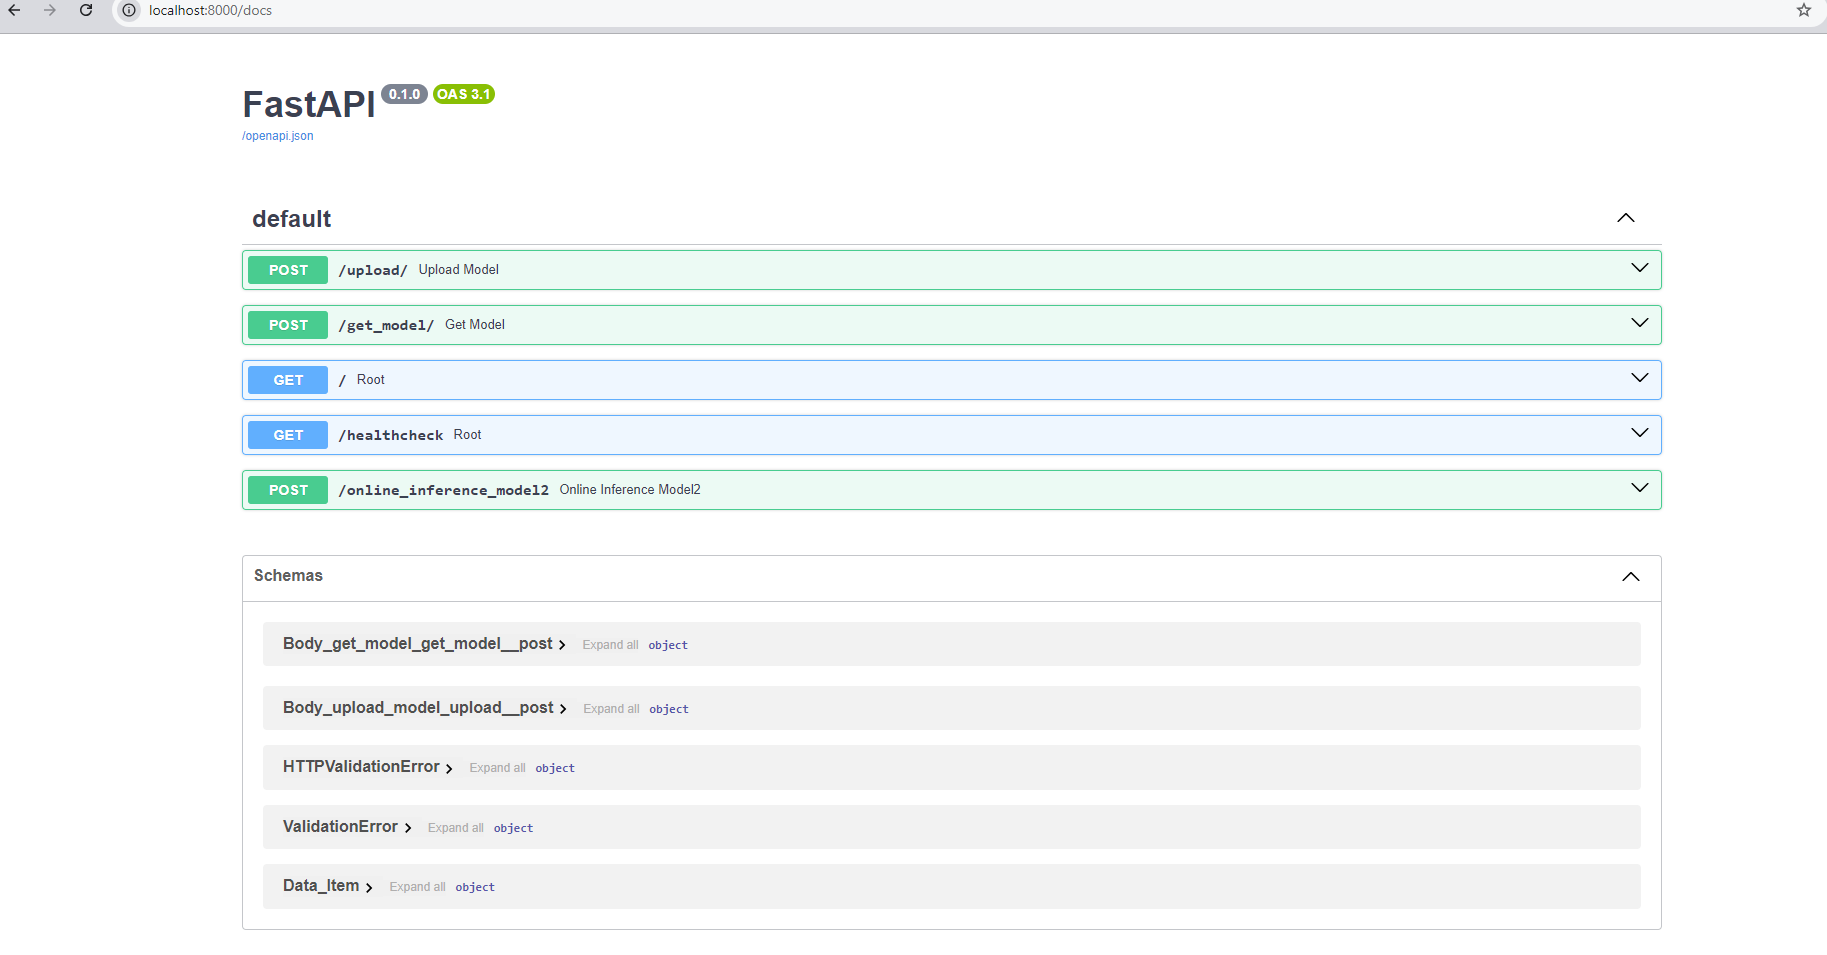 localhost:8000/docs
FastAPI 0.1.0 OAS 3.1
/openapi.json
default
POST /upload/ Upload Model
POST /get_model/ Get Model
GET / Root
GET /healthcheck Root
POST /online_inference_model2 Online Inference Model2
Schemas
Body_get_model_get_model__post Expand all object
Body_upload_model_upload__post Expand all object
HTTPValidationError Expand all object
ValidationError Expand all object
Data_Item Expand all object